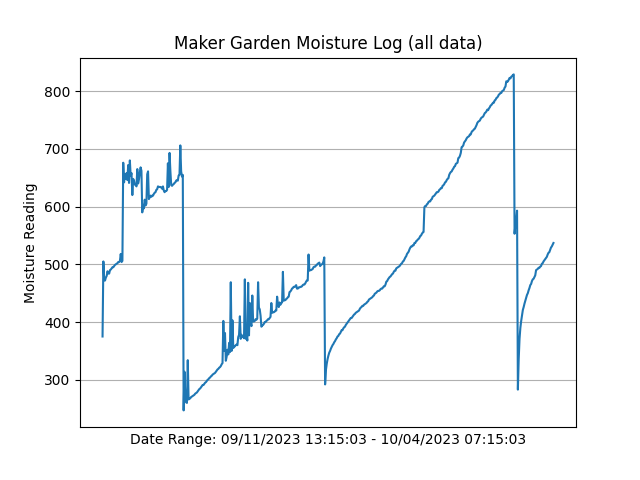 Maker Garden Moisture Log (all data)
800
700
600
500
400
300
Moisture Reading
Date Range: 09/11/2023 13:15:03 - 10/04/2023 07:15:03